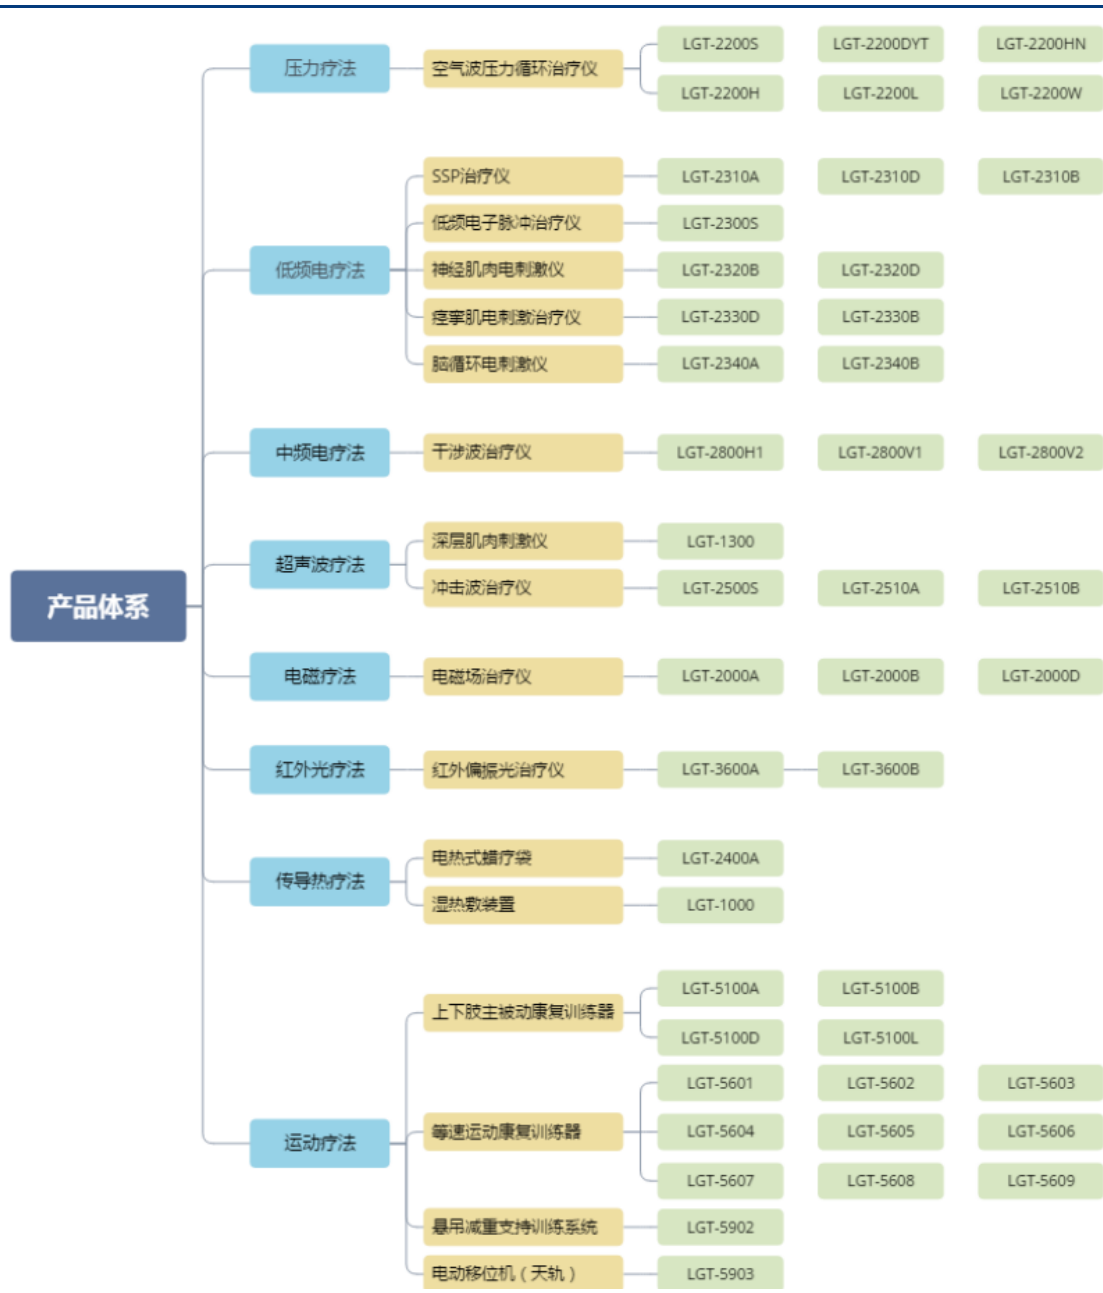 产品体系
压力疗法
空气波压力循环治疗仪
LGT-2200S LGT-2200DYT LGT-2200HN
LGT-2200H LGT-2200L LGT-2200W
低频电疗法
SSP治疗仪
LGT-2310A LGT-2310D LGT-2310B
低频电子脉冲治疗仪
LGT-2300S
神经肌肉电刺激仪
LGT-2320B LGT-2320D
痉挛肌电刺激治疗仪
LGT-2330D LGT-2330B
脑循环电刺激仪
LGT-2340A LGT-2340B
中频电疗法
干涉波治疗仪
LGT-2800H1 LGT-2800V1 LGT-2800V2
超声波疗法
深层肌肉刺激仪
LGT-1300
冲击波治疗仪
LGT-2500S LGT-2510A LGT-2510B
电磁疗法
电磁场治疗仪
LGT-2000A LGT-2000B LGT-2000D
红外光疗法
红外偏振光治疗仪
LGT-3600A LGT-3600B
传导热疗法
电热式蜡疗袋
LGT-2400A
湿热敷装置
LGT-1000
运动疗法
上下肢主被动康复训练器
LGT-5100A LGT-5100B
LGT-5100D LGT-5100L
等速运动康复训练器
LGT-5601 LGT-5602 LGT-5603
LGT-5604 LGT-5605 LGT-5606
LGT-5607 LGT-5608 LGT-5609
悬吊减重支持训练系统
LGT-5902
电动移位机（天轨）
LGT-5903